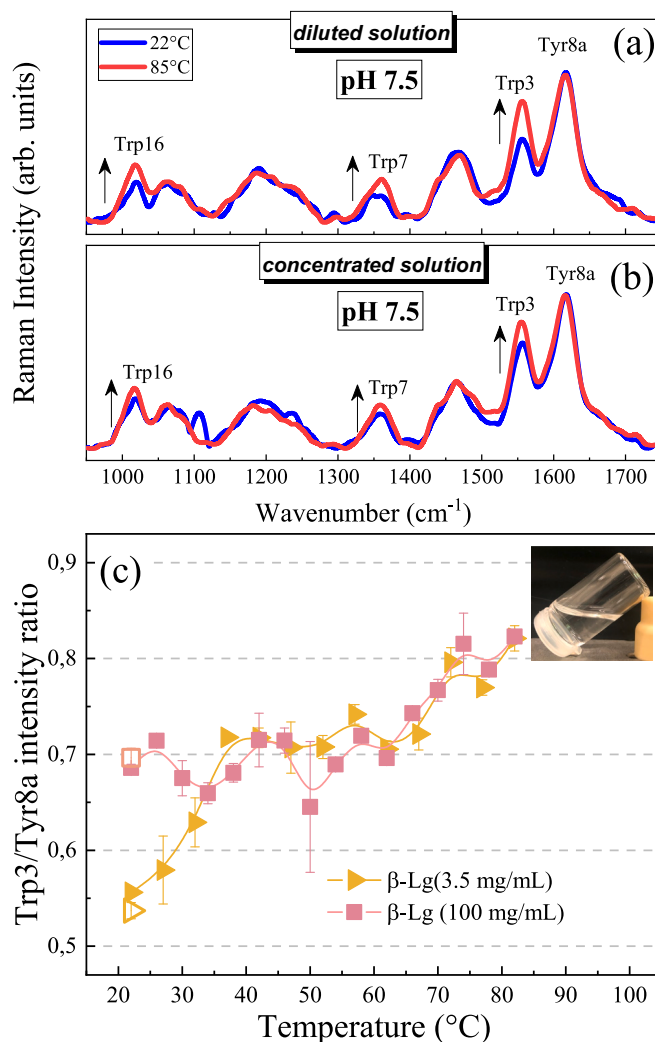 diluted solution
(a)
22°C
85°C
pH 7.5
Trp16
Trp7
Trp3
Tyr8a
Raman Intensity (arb. units)
concentrated solution
(b)
pH 7.5
Trp16
Trp7
Trp3
Tyr8a
1000 1100 1200 1300 1400 1500 1600 1700
Wavenumber (cm⁻¹)
(c)
0,9
0,8
0,7
0,6
0,5
Trp3/Tyr8a intensity ratio
β-Lg(3.5 mg/mL)
β-Lg (100 mg/mL)
20 30 40 50 60 70 80 90 100
Temperature (°C)